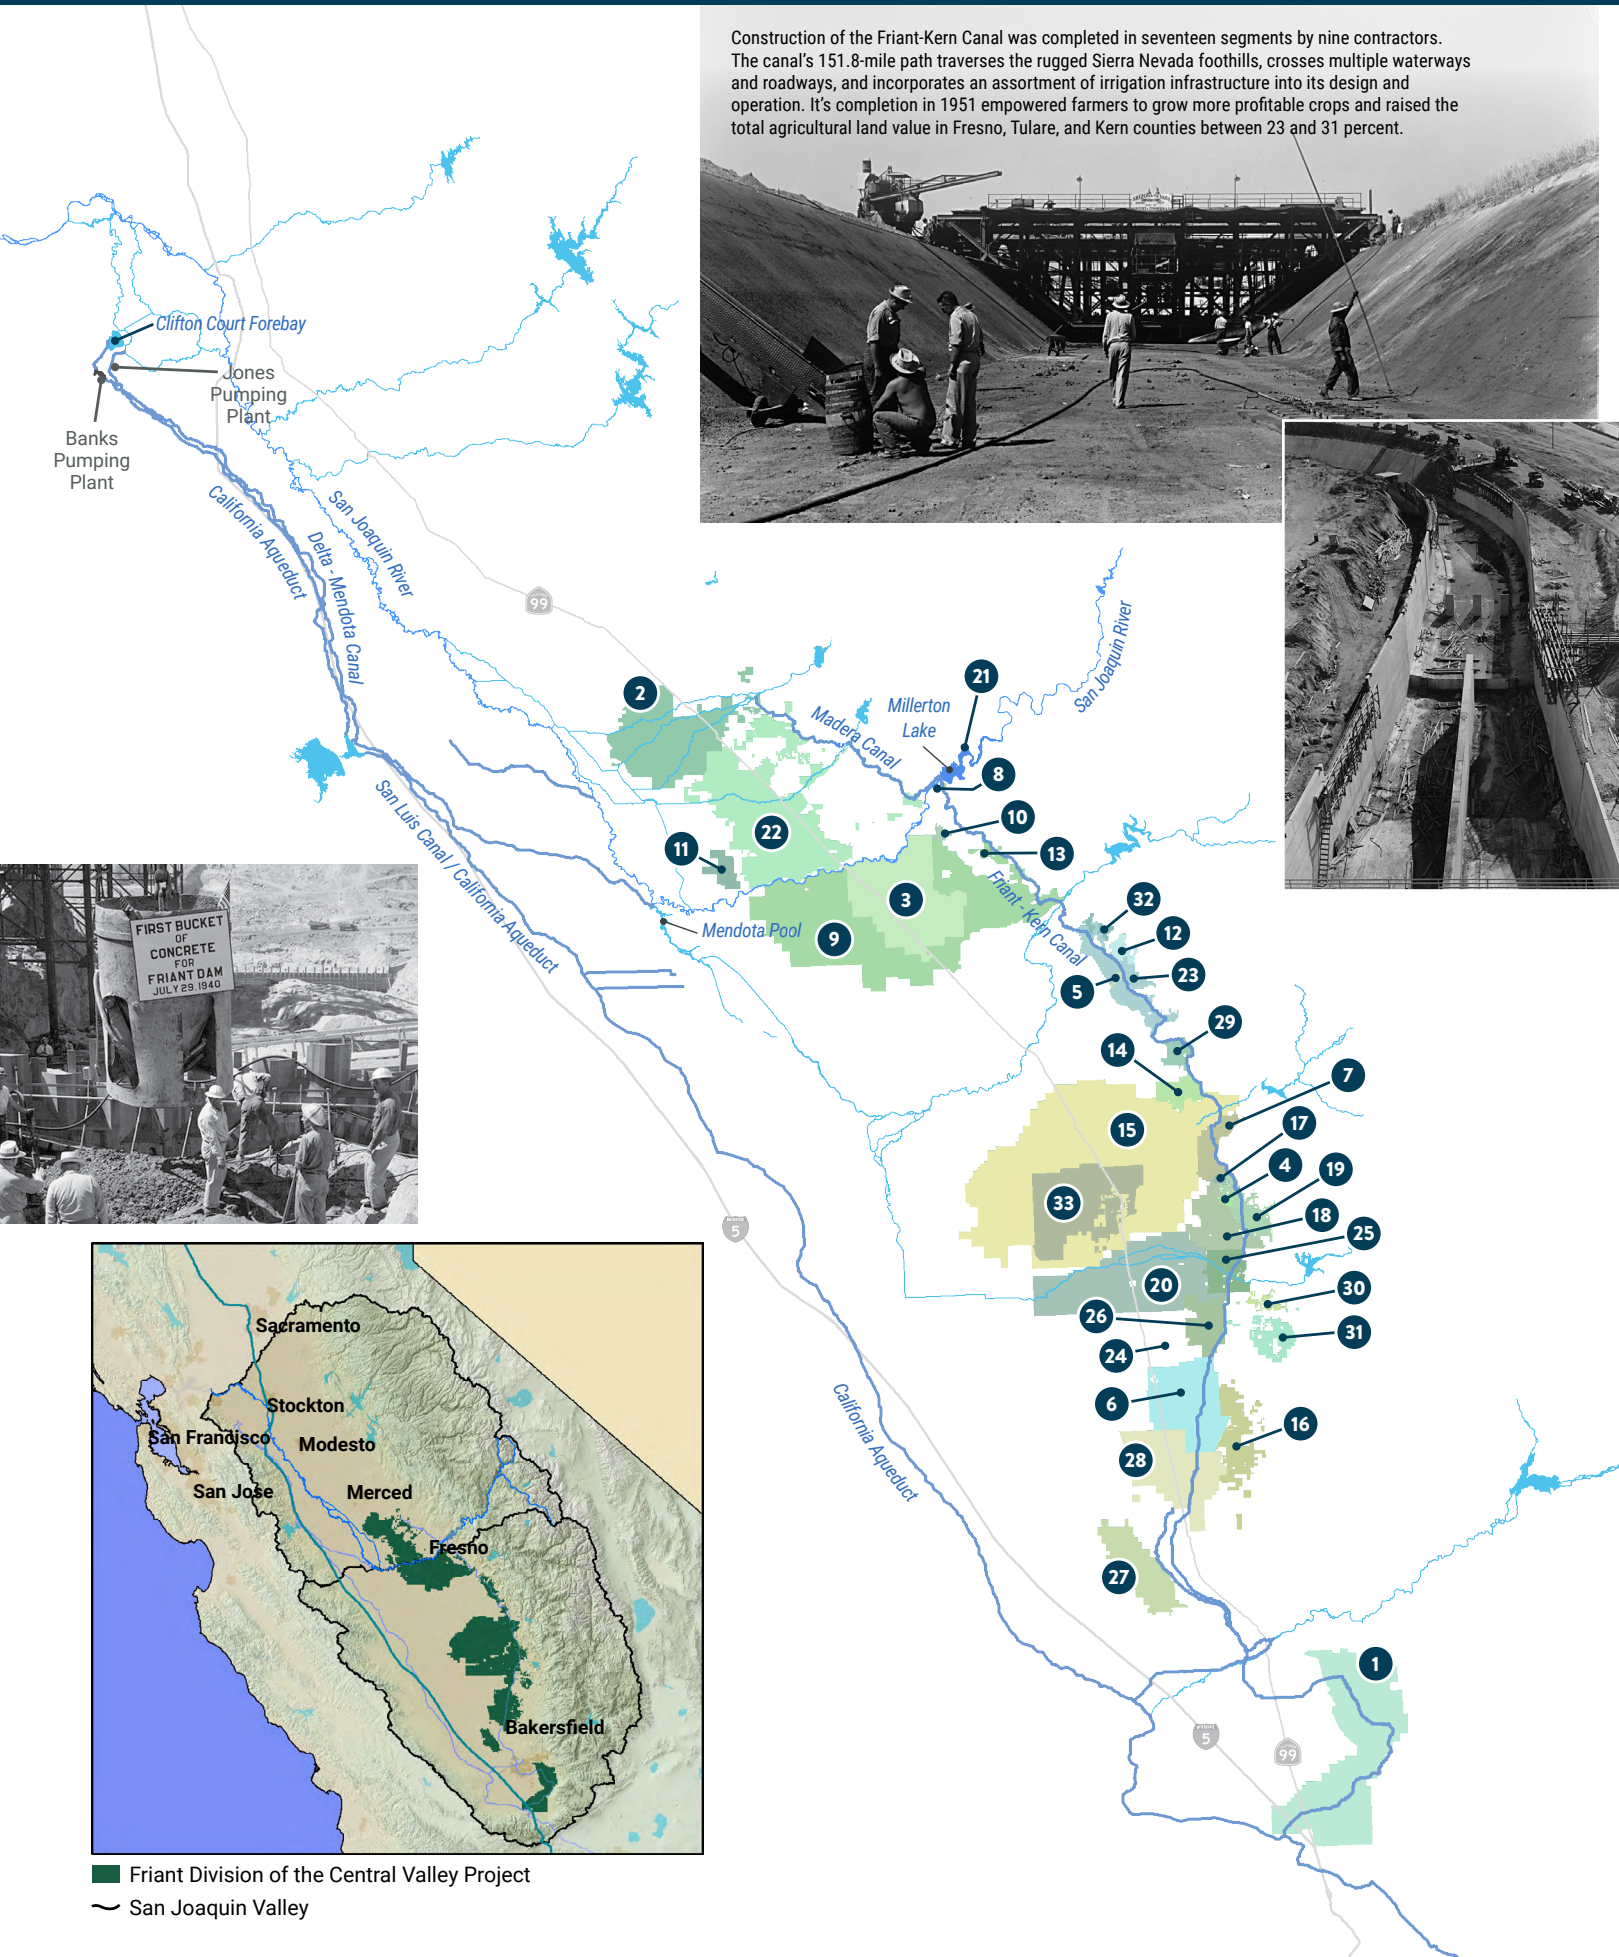 Construction of the Friant-Kern Canal was completed in seventeen segments by nine contractors.
The canal's 151.8-mile path traverses the rugged Sierra Nevada foothills, crosses multiple waterways
and roadways, and incorporates an assortment of irrigation infrastructure into its design and
operation. It's completion in 1951 empowered farmers to grow more profitable crops and raised the
total agricultural land value in Fresno, Tulare, and Kern counties between 23 and 31 percent.
Clifton Court Forebay
Jones
Pumping
Plant
Banks
Pumping
Plant
California Aqueduct
Delta - Mendota Canal
San Joaquin River
99
San Joaquin River
2
21
Millerton
Lake
Madera Canal
8
10
13
22
11
3
9
Friant - Kern Canal
Mendota Pool
San Luis Canal / California Aqueduct
32
12
23
5
29
14
7
15
17
4
19
33
18
25
20
30
26
31
24
6
16
28
27
1
5
California Aqueduct
5
99
FIRST BUCKET
OF
CONCRETE
FOR
FRIANT DAM
JULY 29, 1940
Sacramento
Stockton
San Francisco
Modesto
San Jose
Merced
Fresno
Bakersfield
Friant Division of the Central Valley Project
San Joaquin Valley